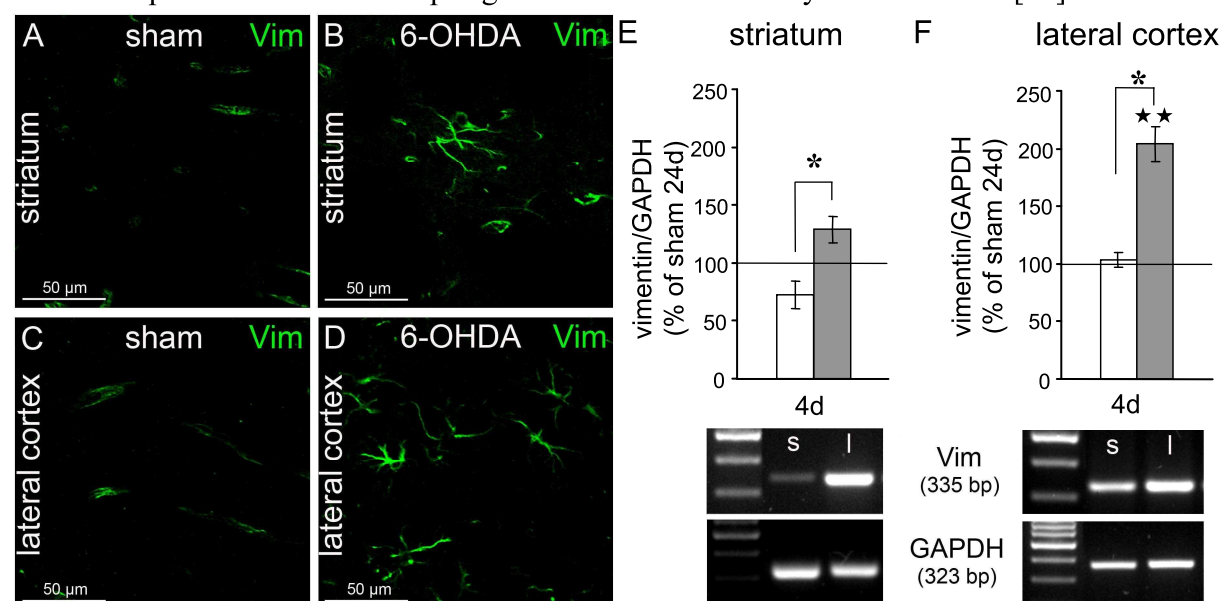 A sham Vim
striatum
50 µm
B 6-OHDA Vim
striatum
50 µm
C sham Vim
lateral cortex
50 µm
D 6-OHDA Vim
lateral cortex
50 µm
E striatum
vimentin/GAPDH
(% of sham 24d)
250
200
150
100
50
0
*
4d
s l
F lateral cortex
vimentin/GAPDH
(% of sham 24d)
250
200
150
100
50
0
*
★★
4d
s l
Vim
(335 bp)
GAPDH
(323 bp)